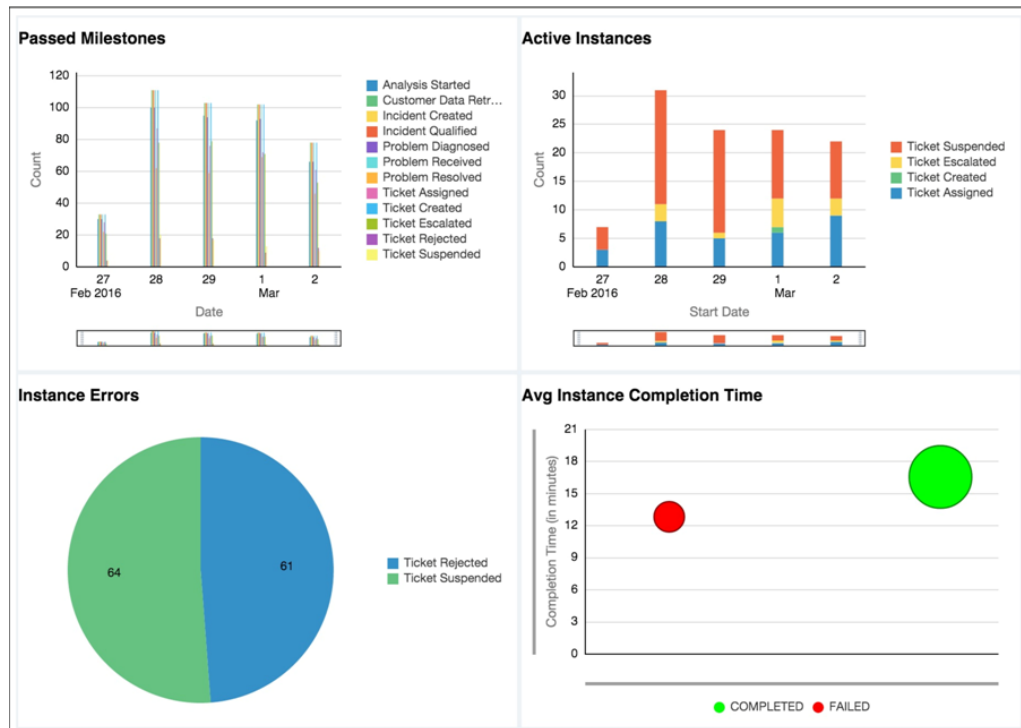 Passed Milestones
120
100
80
60
40
20
0
Count
27
28
29
1
2
Feb 2016
Mar
Date
Analysis Started
Customer Data Retr...
Incident Created
Incident Qualified
Problem Diagnosed
Problem Received
Problem Resolved
Ticket Assigned
Ticket Created
Ticket Escalated
Ticket Rejected
Ticket Suspended
Active Instances
30
25
20
15
10
5
0
Count
27
28
29
1
2
Feb 2016
Mar
Start Date
Ticket Suspended
Ticket Escalated
Ticket Created
Ticket Assigned
Instance Errors
64
61
Ticket Rejected
Ticket Suspended
Avg Instance Completion Time
21
18
15
12
9
6
3
0
Completion Time (in minutes)
COMPLETED
FAILED